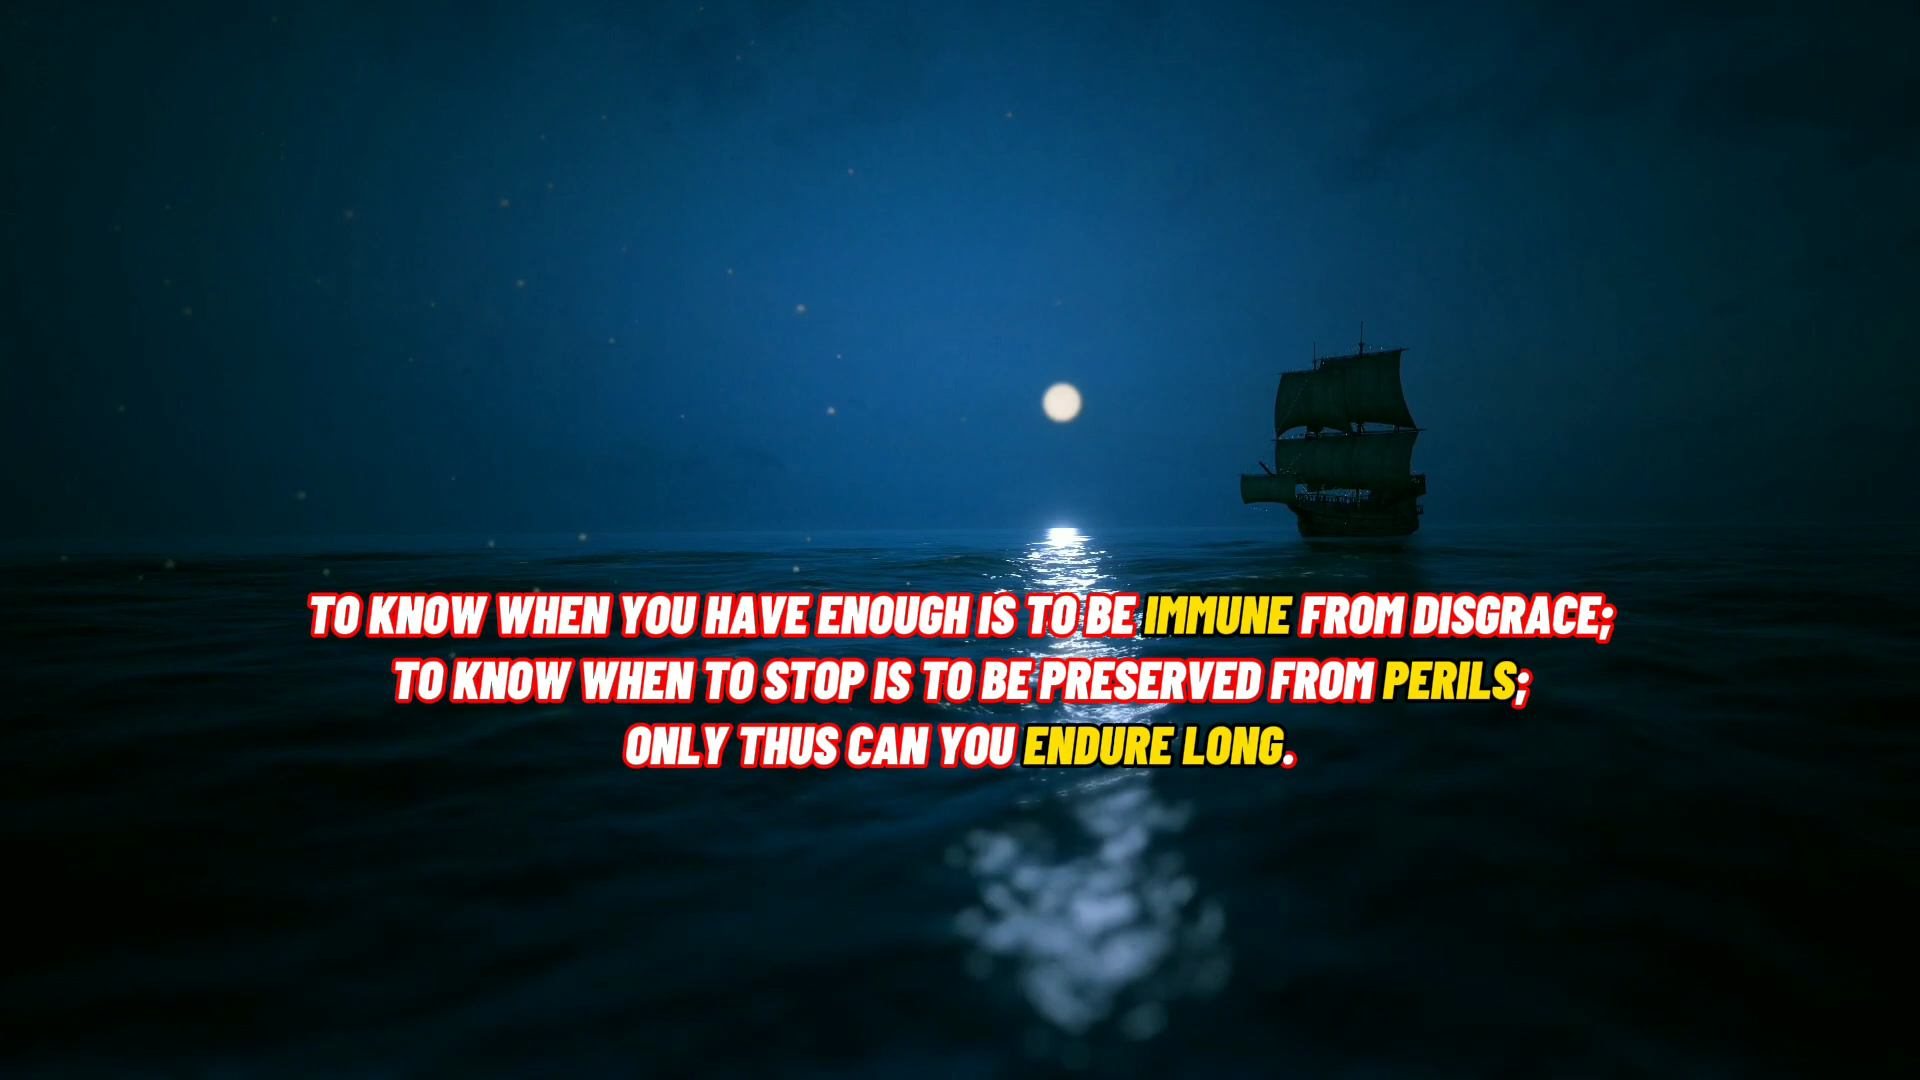 TO KNOW WHEN YOU HAVE ENOUGH IS TO BE IMMUNE FROM DISGRACE;
TO KNOW WHEN TO STOP IS TO BE PRESERVED FROM PERILS;
ONLY THUS CAN YOU ENDURE LONG.